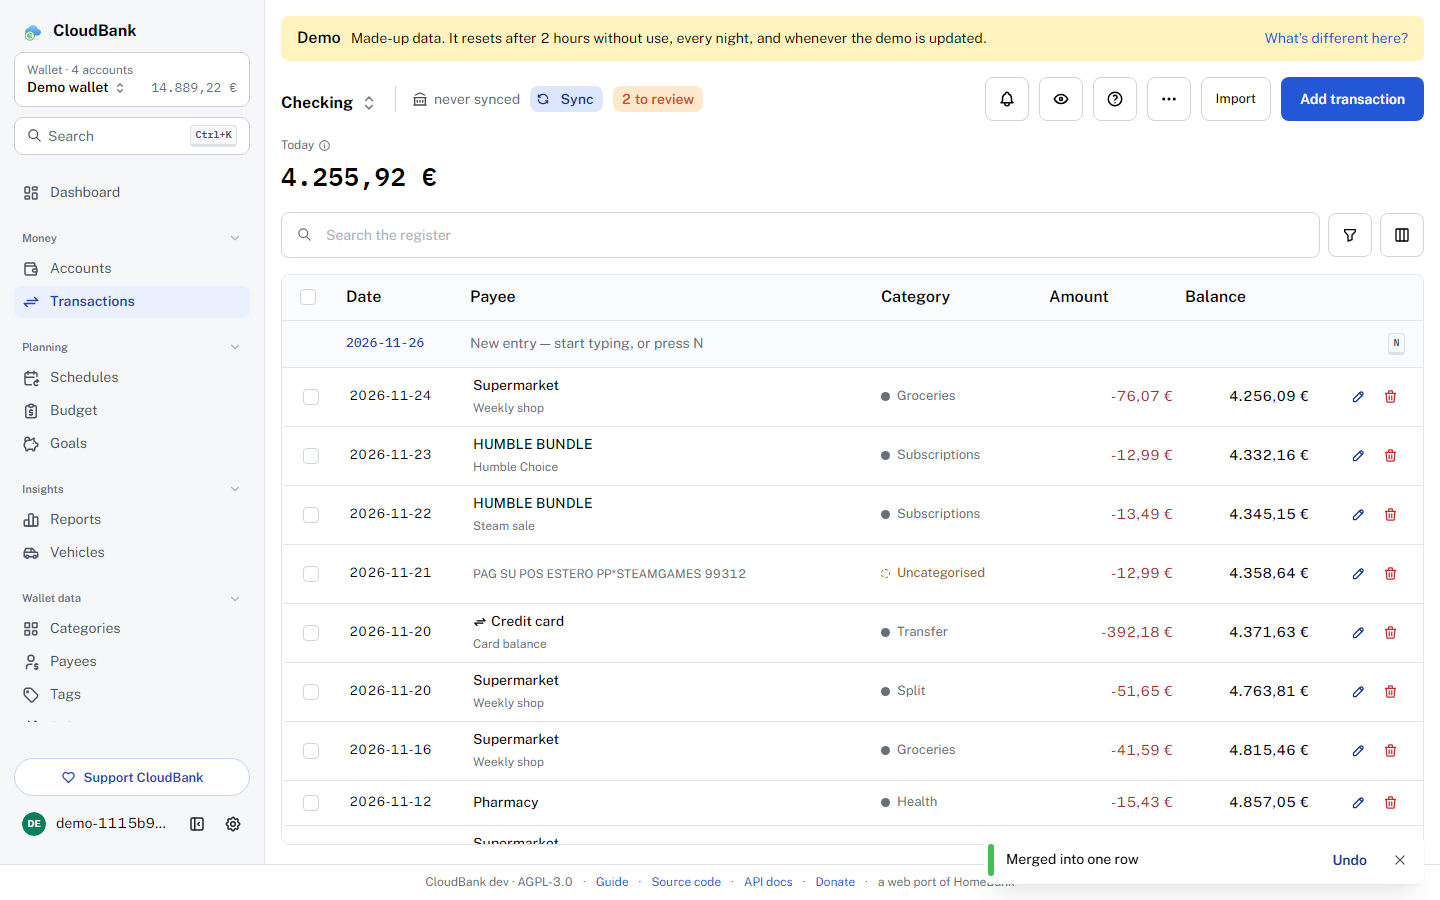 CloudBank
Wallet · 4 accounts
Demo wallet 14.889,22 €
Search Ctrl+K
Dashboard
Money
Accounts
Transactions
Planning
Schedules
Budget
Goals
Insights
Reports
Vehicles
Wallet data
Categories
Payees
Tags
Support CloudBank
DE demo-1115b9...
Demo Made-up data. It resets after 2 hours without use, every night, and whenever the demo is updated. What's different here?
Checking never synced Sync 2 to review Import Add transaction
Today
4.255,92 €
Search the register
Date Payee Category Amount Balance
2026-11-26 New entry — start typing, or press N N
2026-11-24 Supermarket Groceries -76,07 € 4.256,09 €
Weekly shop
2026-11-23 HUMBLE BUNDLE Subscriptions -12,99 € 4.332,16 €
Humble Choice
2026-11-22 HUMBLE BUNDLE Subscriptions -13,49 € 4.345,15 €
Steam sale
2026-11-21 PAG SU POS ESTERO PP*STEAMGAMES 99312 Uncategorised -12,99 € 4.358,64 €
2026-11-20 Credit card Transfer -392,18 € 4.371,63 €
Card balance
2026-11-20 Supermarket Split -51,65 € 4.763,81 €
Weekly shop
2026-11-16 Supermarket Groceries -41,59 € 4.815,46 €
Weekly shop
2026-11-12 Pharmacy Health -15,43 € 4.857,05 €
Supermarket
Merged into one row Undo
CloudBank dev · AGPL-3.0 · Guide · Source code · API docs · Donate · a web port of HomeBank